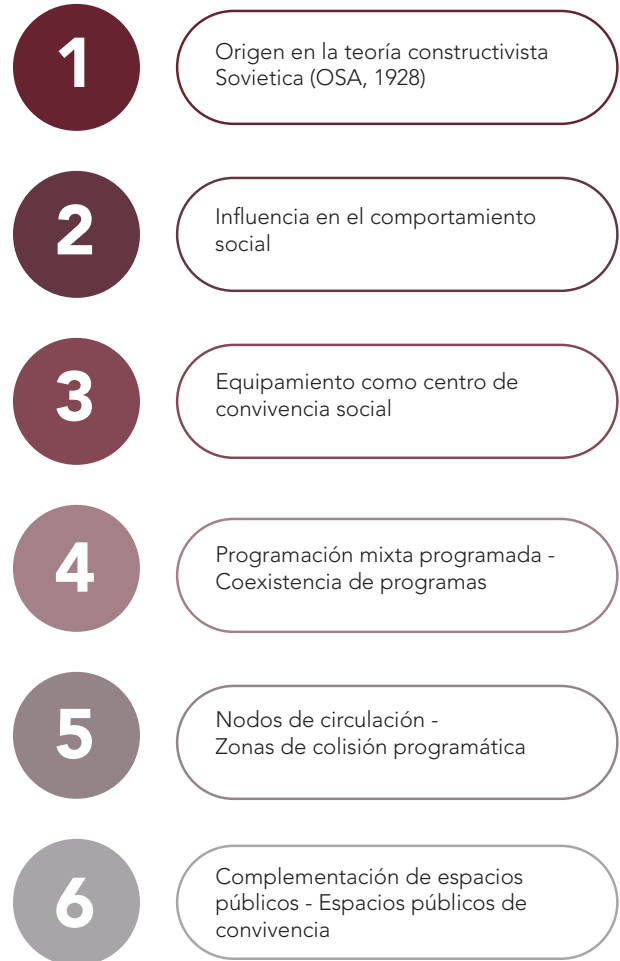 1
Origen en la teoría constructivista
Sovietica (OSA, 1928)
2
Influencia en el comportamiento
social
3
Equipamiento como centro de
convivencia social
4
Programación mixta programada -
Coexistencia de programas
5
Nodos de circulación -
Zonas de colisión programática
6
Complementación de espacios
públicos - Espacios públicos de
convivencia